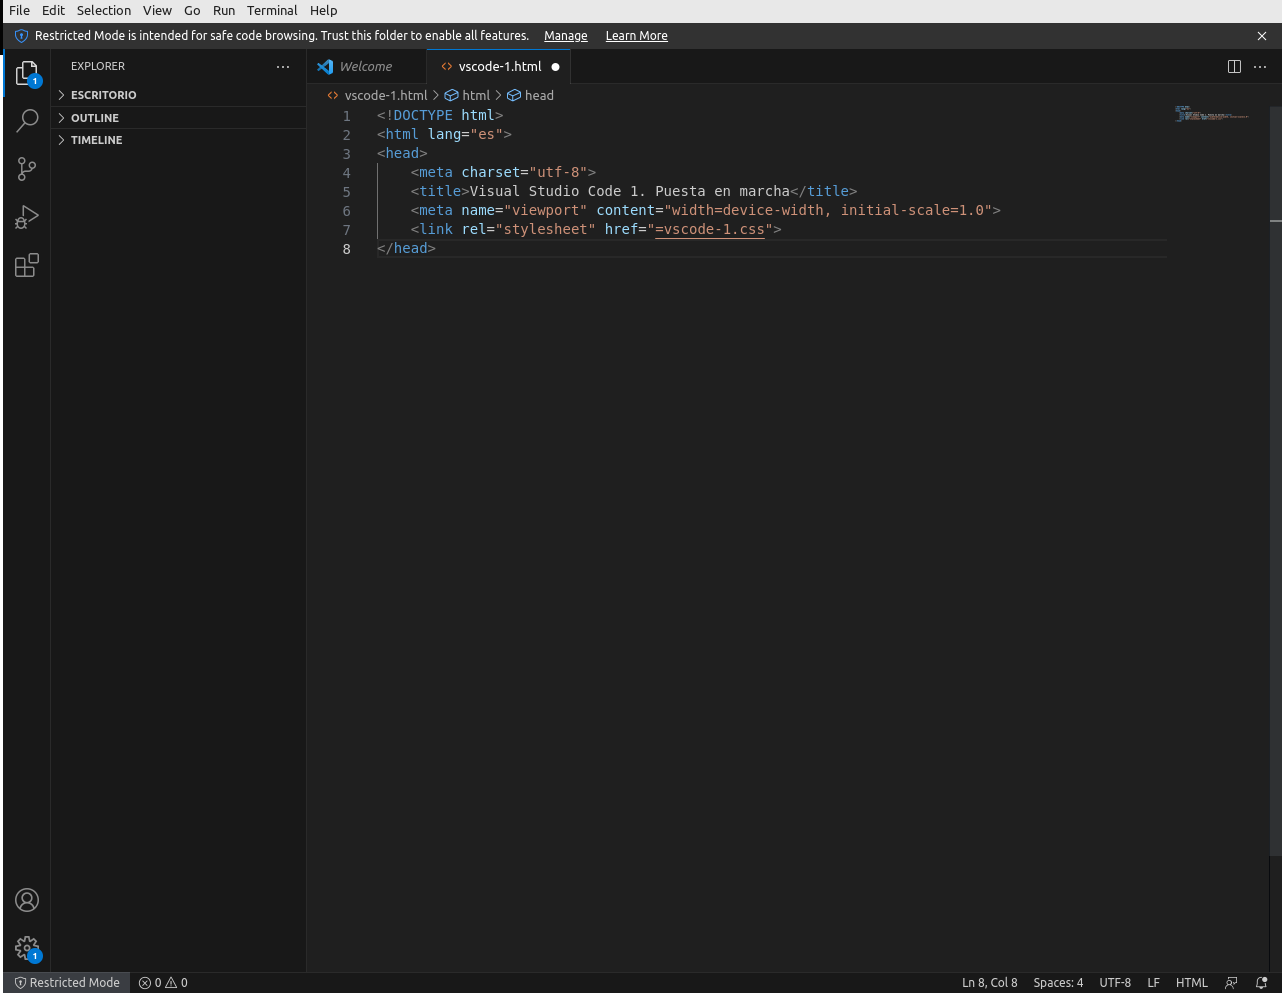 File Edit Selection View Go Run Terminal Help
Restricted Mode is intended for safe code browsing. Trust this folder to enable all features. Manage Learn More
EXPLORER
1
ESCRITORIO
OUTLINE
TIMELINE
Welcome
vscode-1.html
vscode-1.html > html > head
1 <!DOCTYPE html>
2 <html lang="es">
3 <head>
4     <meta charset="utf-8">
5     <title>Visual Studio Code 1. Puesta en marcha</title>
6     <meta name="viewport" content="width=device-width, initial-scale=1.0">
7     <link rel="stylesheet" href="=vscode-1.css">
8 </head>
1
Restricted Mode 0 0 Ln 8, Col 8 Spaces: 4 UTF-8 LF HTML